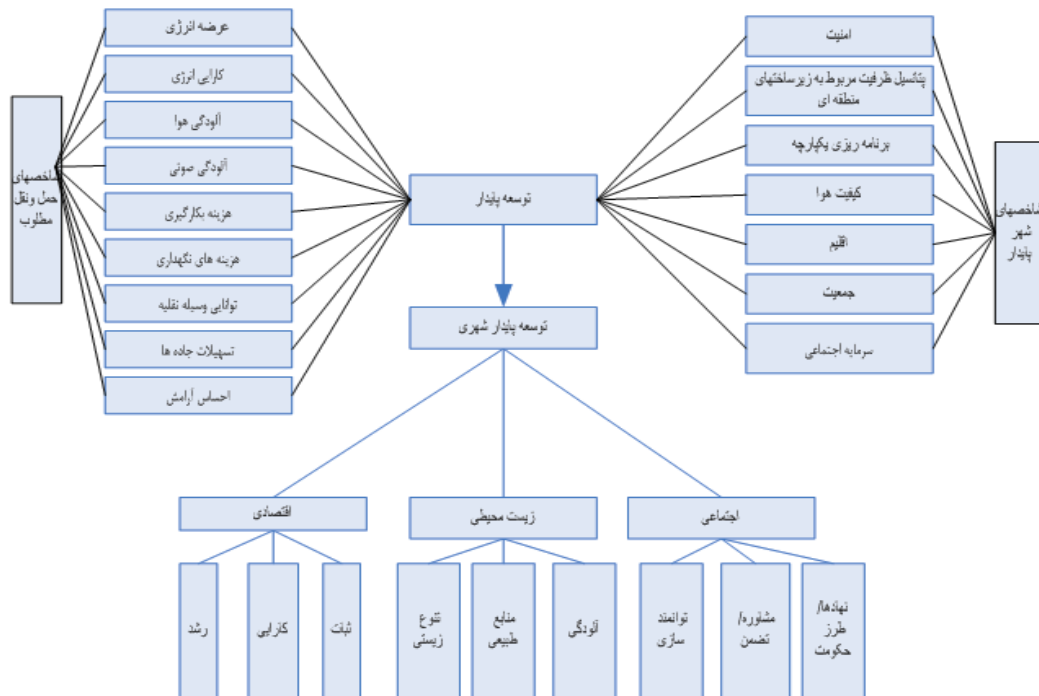 امنیت
پتانسیل ظرفیت مربوط به زیرساختهای
منطقه ای
برنامه ریزی یکپارچه
کیفیت هوا
اقلیم
جمعیت
سرمایه اجتماعی
شاخصهای
شهر
پایدار
توسعه پایدار
توسعه پایدار شهری
عرضه انرژی
کارایی انرژی
آلودگی هوا
آلودگی صوتی
هزینه بکارگیری
هزینه های نگهداری
توانایی وسیله نقلیه
تسهیلات جاده ها
احساس آرامش
شاخصهای
حمل ونقل
مطلوب
اجتماعی
زیست محیطی
اقتصادی
نهادها/
طرز
حکومت
مشاوره/
تضمن
توانمند
سازی
آلودگی
منابع
طبیعی
تنوع
زیستی
ثبات
کارایی
رشد